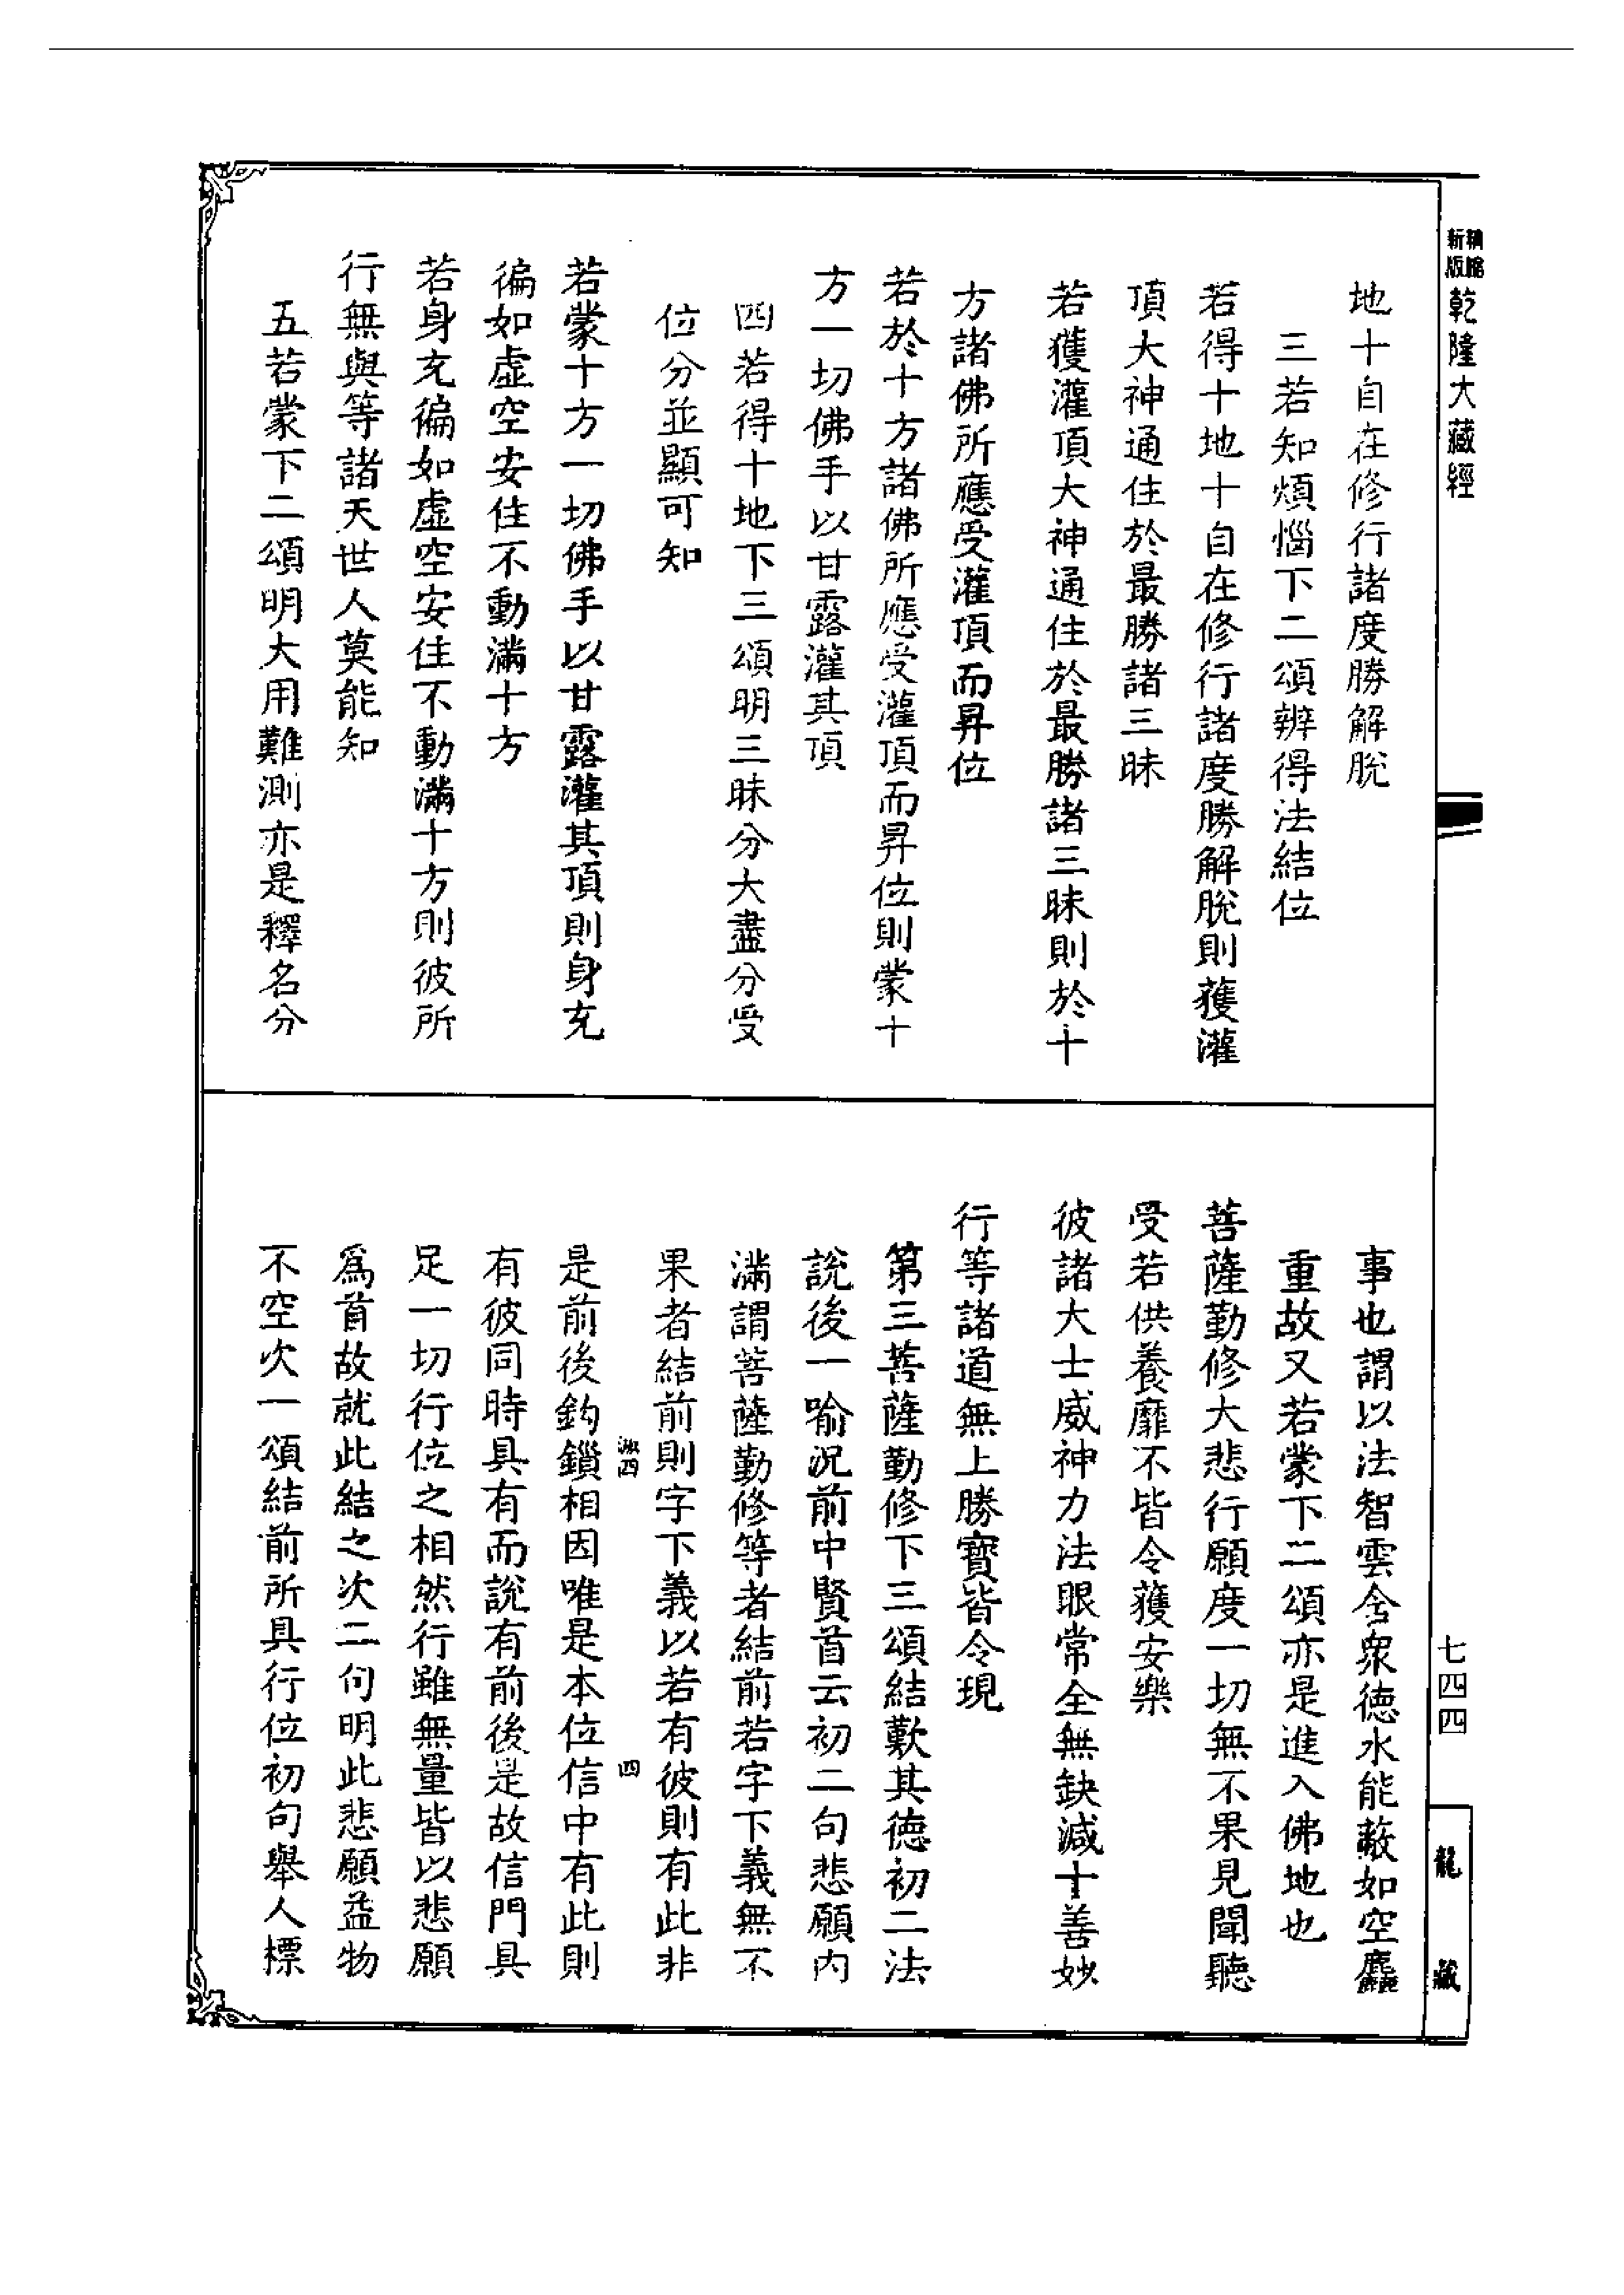 新版精縮乾隆大藏經
地十自在修行諸度勝解脫
三若知煩惱下二頌辨得法結位
若得十地十自在修行諸度勝解脫則獲灌
頂大神通住於最勝諸三昧
若獲灌頂大神通住於最勝諸三昧則於十
方諸佛所應受灌頂而昇位
若於十方諸佛所應受灌頂而昇位則蒙十
方一切佛手以甘露灌其頂
四若得十地下三頌明三昧分大盡分受
位分並顯可知
若蒙十方一切佛手以甘露灌其頂則身充
徧如虛空安住不動滿十方
若身充徧如虛空安住不動滿十方則彼所
行無與等諸天世人莫能知
五若蒙下二頌明大用難測亦是釋名分
事也謂以法智雲含眾德水能蔽如空麤
重故又若蒙下二頌亦是進入佛地也
菩薩勤修大悲行願度一切無不果見聞聽
受若供養靡不皆令獲安樂
彼諸大士威神力法眼常全無缺減十善妙
行等諸道無上勝寶皆令現
第三菩薩勤修下三頌結歎其德初二法
說後一喻況前中賢首云初二句悲願內
滿謂菩薩勤修等者結前若字下義無不
果者結前則字下義以若有彼則有此非
淑四
四
是前後鉤鎖相因唯是本位信中有此則
有彼同時具有而說有前後是故信門具
足一切行位之相然行雖無量皆以悲願
為首故就此結之次二句明此悲願益物
不空次一頌結前所具行位初句舉人標
七四四
龍藏